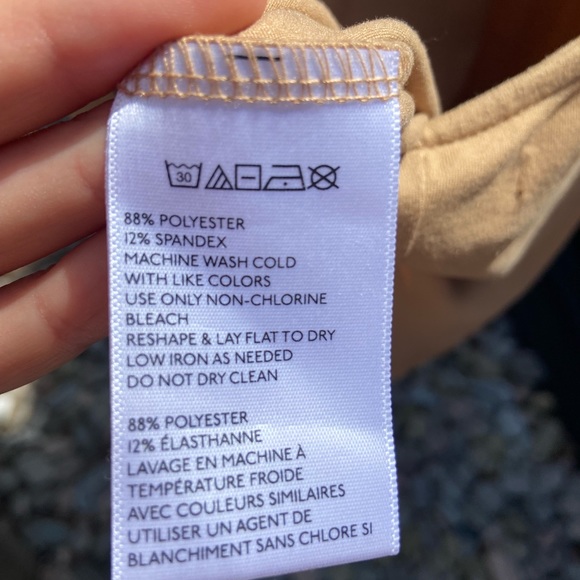 30
88% POLYESTER
12% SPANDEX
MACHINE WASH COLD
WITH LIKE COLORS
USE ONLY NON-CHLORINE
BLEACH
RESHAPE & LAY FLAT TO DRY
LOW IRON AS NEEDED
DO NOT DRY CLEAN
88% POLYESTER
12% ÉLASTHANNE
LAVAGE EN MACHINE À
TEMPÉRATURE FROIDE
AVEC COULEURS SIMILAIRES
UTILISER UN AGENT DE
BLANCHIMENT SANS CHLORE SI